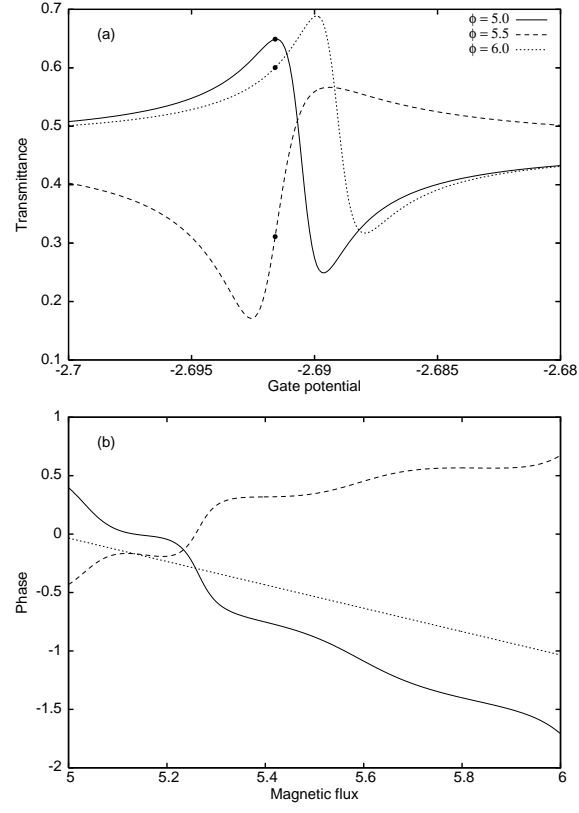 0.7
(a)
ϕ = 5.0
ϕ = 5.5
ϕ = 6.0
0.6
0.5
0.4
0.3
0.2
0.1
Transmittance
-2.7 -2.695 -2.69 -2.685 -2.68
Gate potential
1
(b)
0.5
0
-0.5
-1
-1.5
-2
Phase
5 5.2 5.4 5.6 5.8 6
Magnetic flux